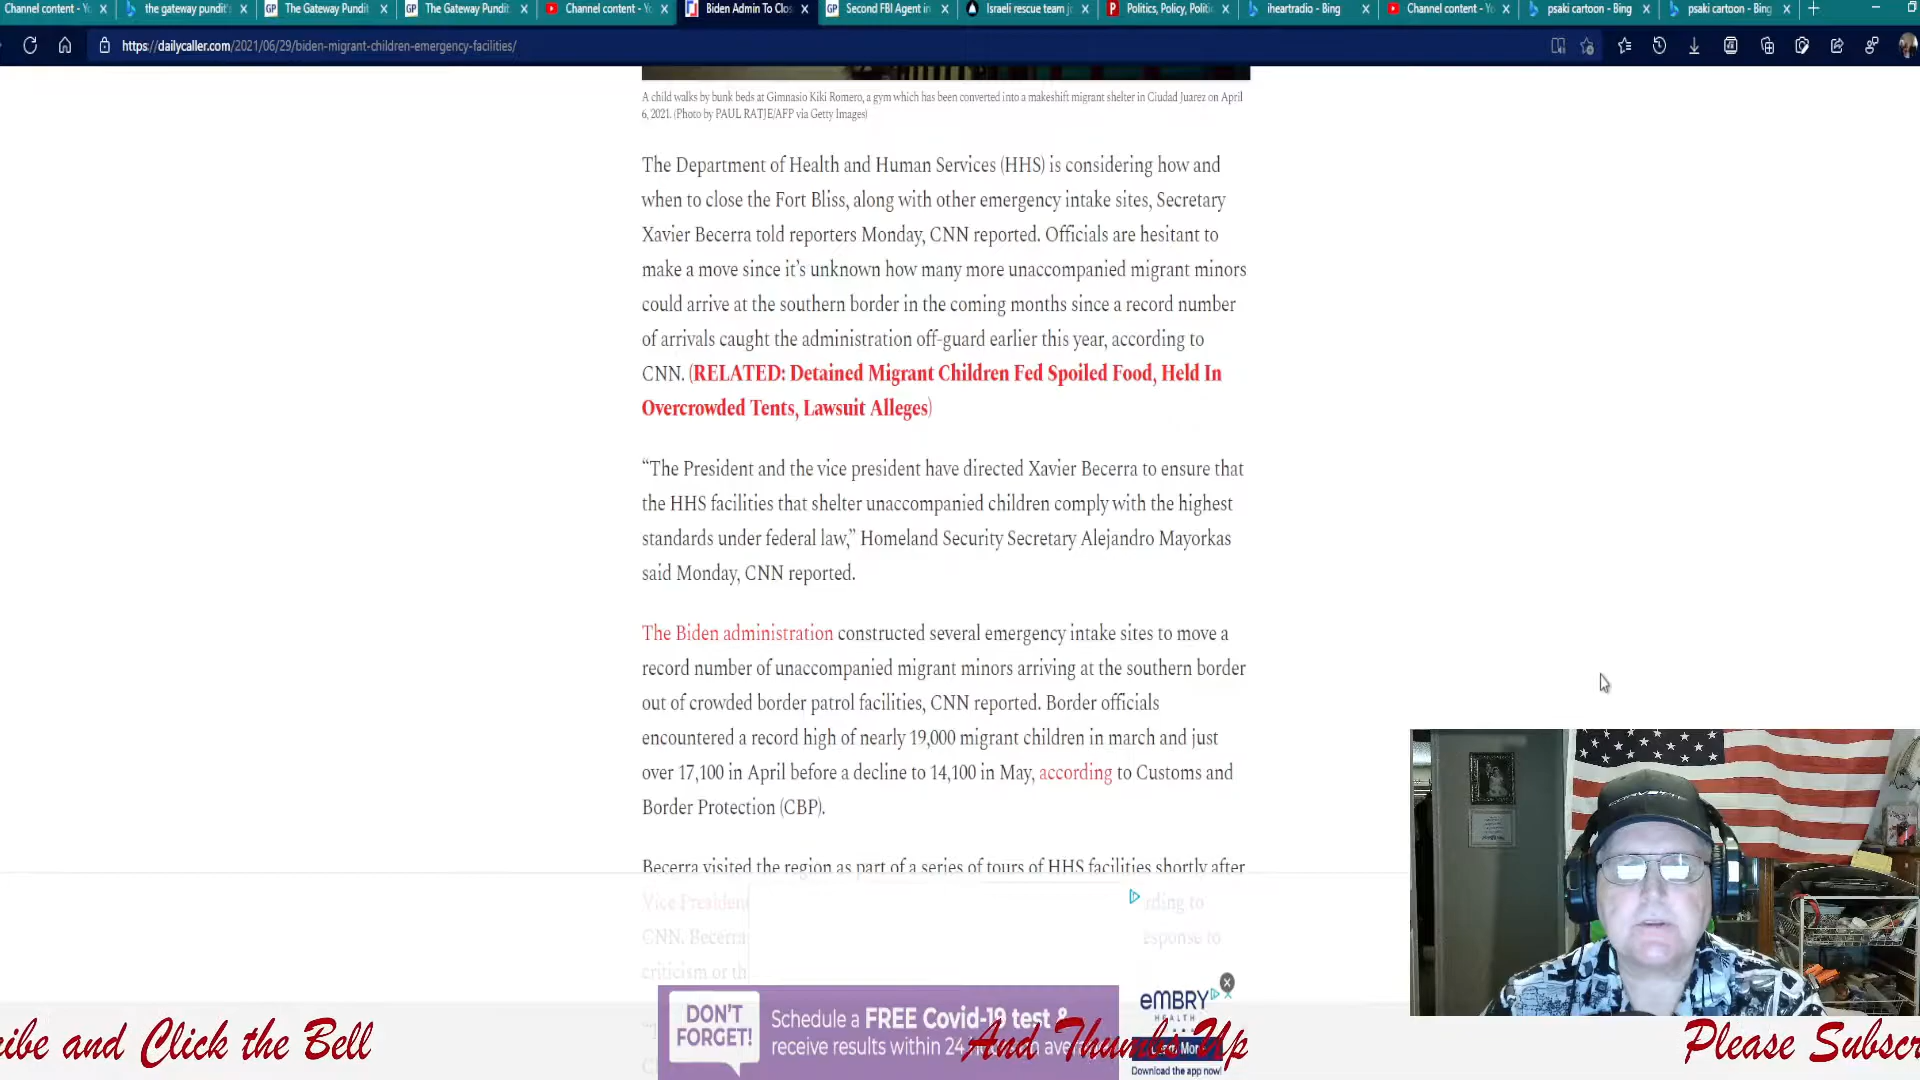 Channel content - Yo
the gateway pundit's
The Gateway Pundit
The Gateway Pundit
Channel content - Yo
Biden Admin To Clos
Second FBI Agent in
Israeli rescue team jo
Politics, Policy, Politi
iheartradio - Bing
Channel content - Yo
psaki cartoon - Bing
psaki cartoon - Bing
https://dailycaller.com/2021/06/29/biden-migrant-children-emergency-facilities/
A child walks by bunk beds at Gimnasio Kiki Romero, a gym which has been converted into a makeshift migrant shelter in Ciudad Juarez on April
6, 2021. (Photo by PAUL RATJE/AFP via Getty Images)
The Department of Health and Human Services (HHS) is considering how and
when to close the Fort Bliss, along with other emergency intake sites, Secretary
Xavier Becerra told reporters Monday, CNN reported. Officials are hesitant to
make a move since it's unknown how many more unaccompanied migrant minors
could arrive at the southern border in the coming months since a record number
of arrivals caught the administration off-guard earlier this year, according to
CNN. (RELATED: Detained Migrant Children Fed Spoiled Food, Held In
Overcrowded Tents, Lawsuit Alleges)
“The President and the vice president have directed Xavier Becerra to ensure that
the HHS facilities that shelter unaccompanied children comply with the highest
standards under federal law,” Homeland Security Secretary Alejandro Mayorkas
said Monday, CNN reported.
The Biden administration constructed several emergency intake sites to move a
record number of unaccompanied migrant minors arriving at the southern border
out of crowded border patrol facilities, CNN reported. Border officials
encountered a record high of nearly 19,000 migrant children in march and just
over 17,100 in April before a decline to 14,100 in May, according to Customs and
Border Protection (CBP).
Becerra visited the region as part of a series of tours of HHS facilities shortly after
Vice President
CNN. Becerra
criticism or th
DON'T
FORGET!
Schedule a FREE Covid-19 test &
receive results within 24
eMBRY
HEALTH
Download the app now!
ibe and Click the Bell
And Thumbs Up
Please Subscr